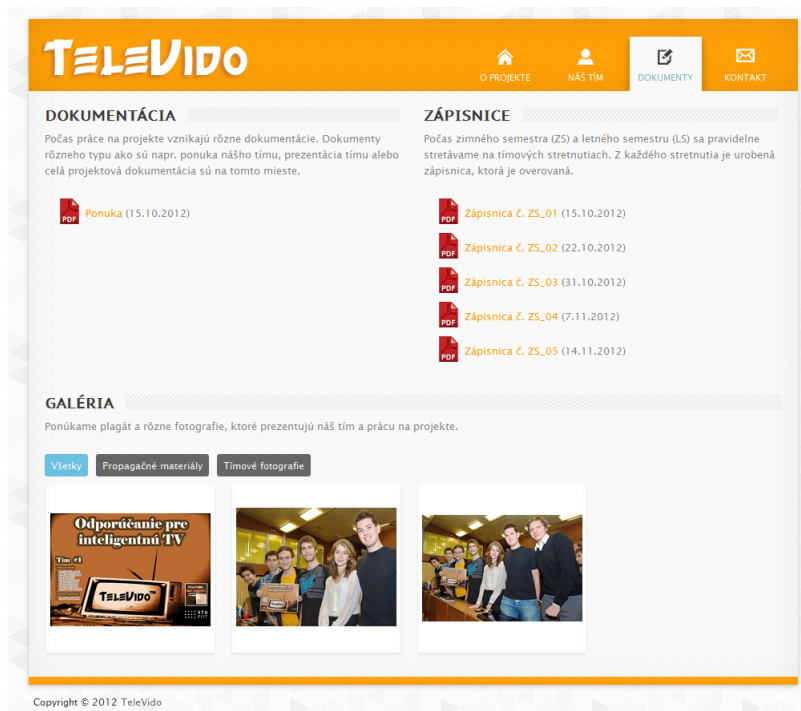 TELEVIDO
O PROJEKTE
NÁŠ TÍM
DOKUMENTY
KONTAKT
DOKUMENTÁCIA
Počas práce na projekte vznikajú rôzne dokumentácie. Dokumenty
rôzneho typu ako sú napr. ponuka nášho tímu, prezentácia tímu alebo
celá projektová dokumentácia sú na tomto mieste.
PDF Ponuka (15.10.2012)
ZÁPISNICE
Počas zimného semestra (ZS) a letného semestru (LS) sa pravidelne
stretávame na tímových stretnutiach. Z každého stretnutia je urobená
zápisnica, ktorá je overovaná.
PDF Zápisnica č. ZS_01 (15.10.2012)
PDF Zápisnica č. ZS_02 (22.10.2012)
PDF Zápisnica č. ZS_03 (31.10.2012)
PDF Zápisnica č. ZS_04 (7.11.2012)
PDF Zápisnica č. ZS_05 (14.11.2012)
GALÉRIA
Ponúkame plagát a rôzne fotografie, ktoré prezentujú náš tím a prácu na projekte.
Všetky
Propagačné materiály
Tímové fotografie
Odporúčanie pre
inteligentnú TV
Tím #1
TELEVIDO
STU
FIIT
Copyright © 2012 TeleVido